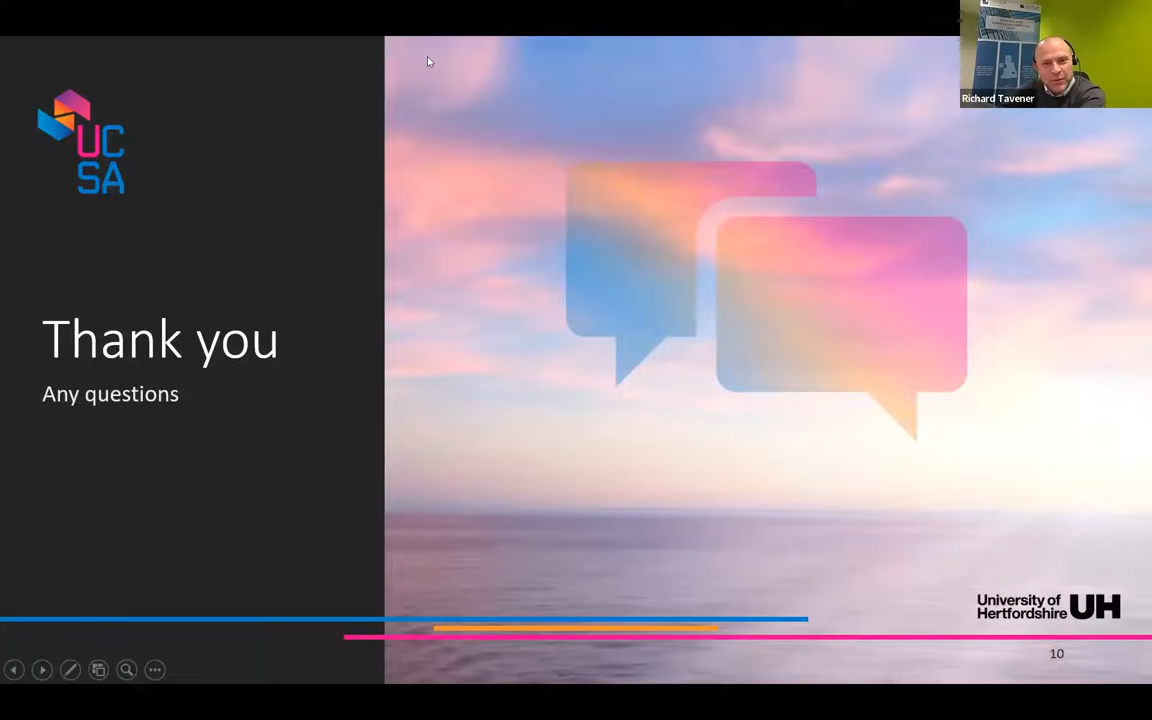 UC
SA
Thank you
Any questions
Richard Tavener
University of
Hertfordshire UH
10